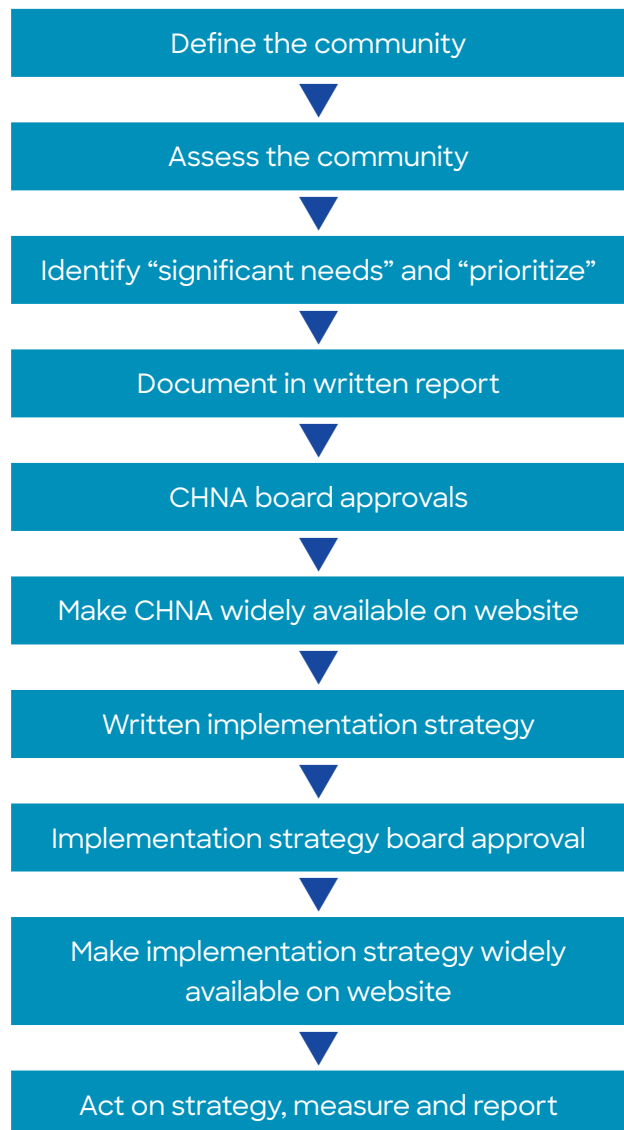 Define the community
Assess the community
Identify “significant needs” and “prioritize”
Document in written report
CHNA board approvals
Make CHNA widely available on website
Written implementation strategy
Implementation strategy board approval
Make implementation strategy widely
available on website
Act on strategy, measure and report